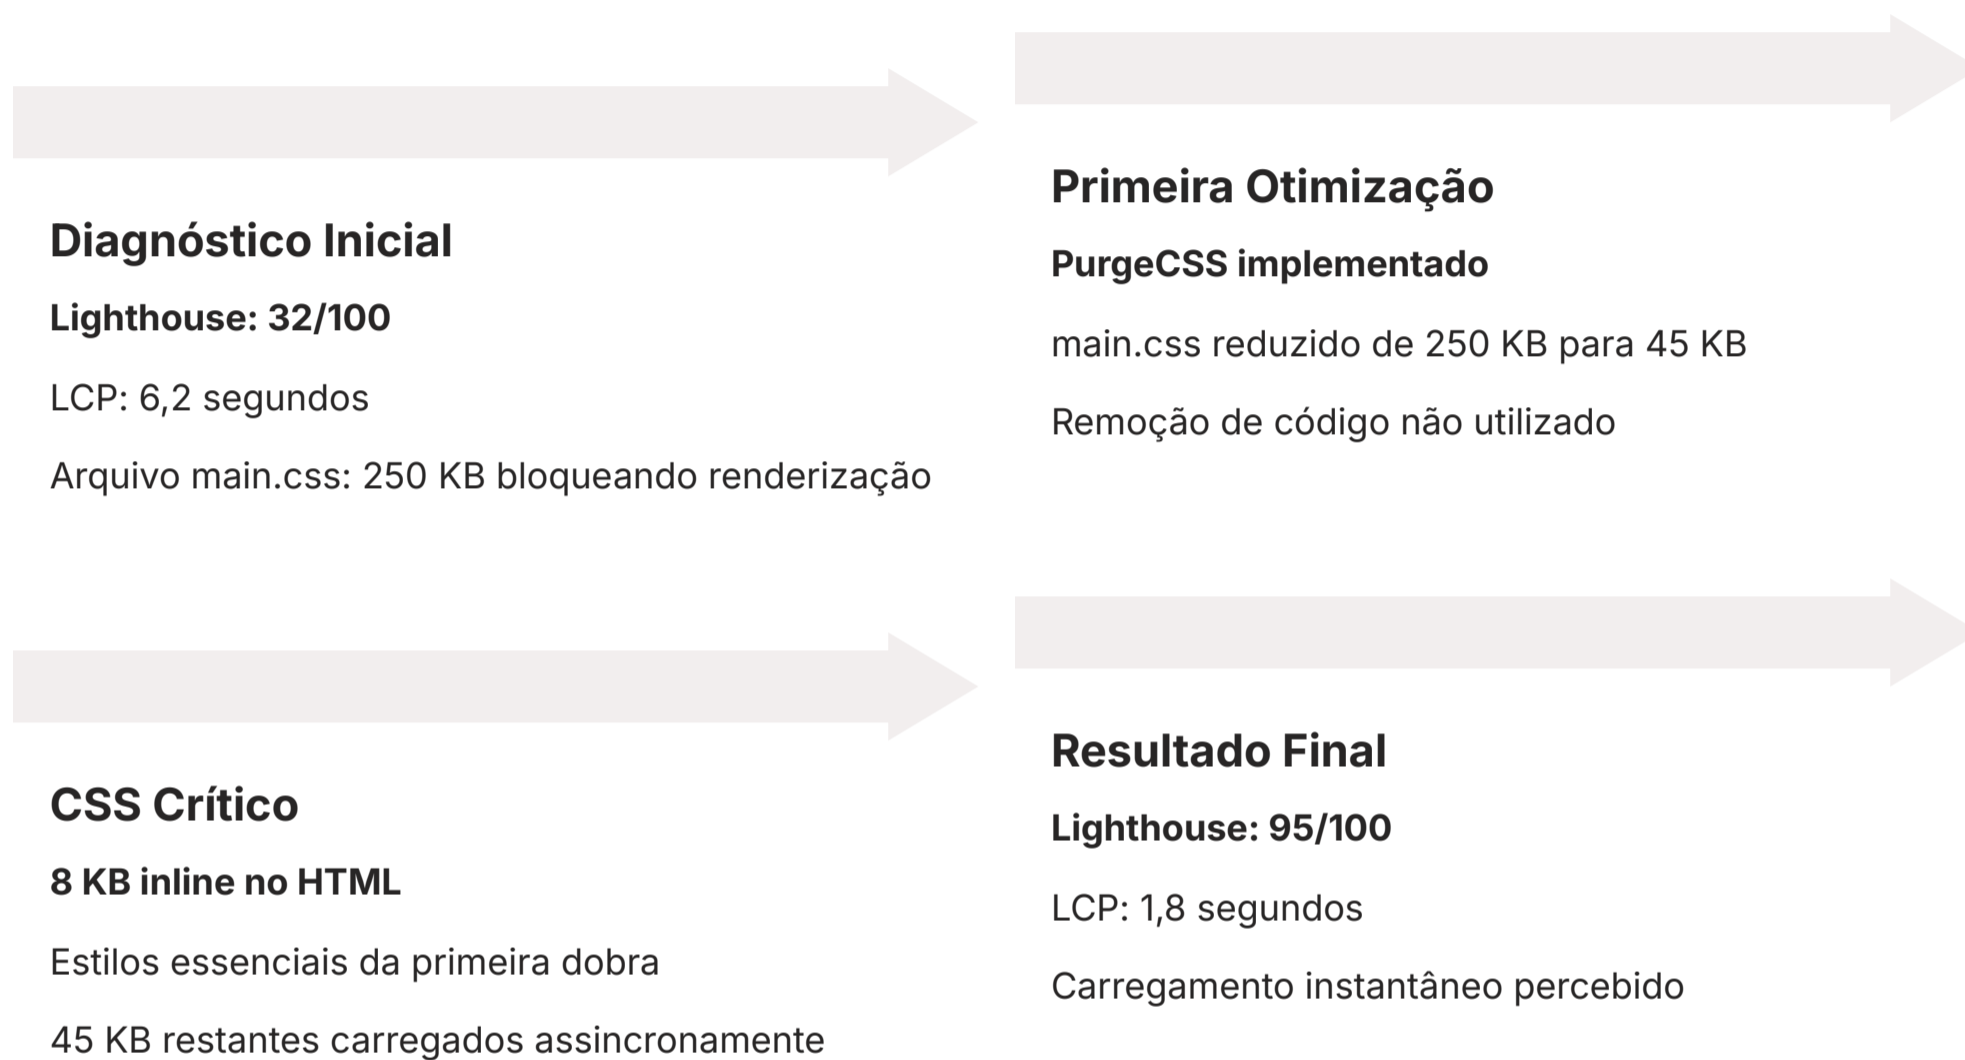 Diagnóstico Inicial
Lighthouse: 32/100
LCP: 6,2 segundos
Arquivo main.css: 250 KB bloqueando renderização
Primeira Otimização
PurgeCSS implementado
main.css reduzido de 250 KB para 45 KB
Remoção de código não utilizado
CSS Crítico
8 KB inline no HTML
Estilos essenciais da primeira dobra
45 KB restantes carregados assincronamente
Resultado Final
Lighthouse: 95/100
LCP: 1,8 segundos
Carregamento instantâneo percebido